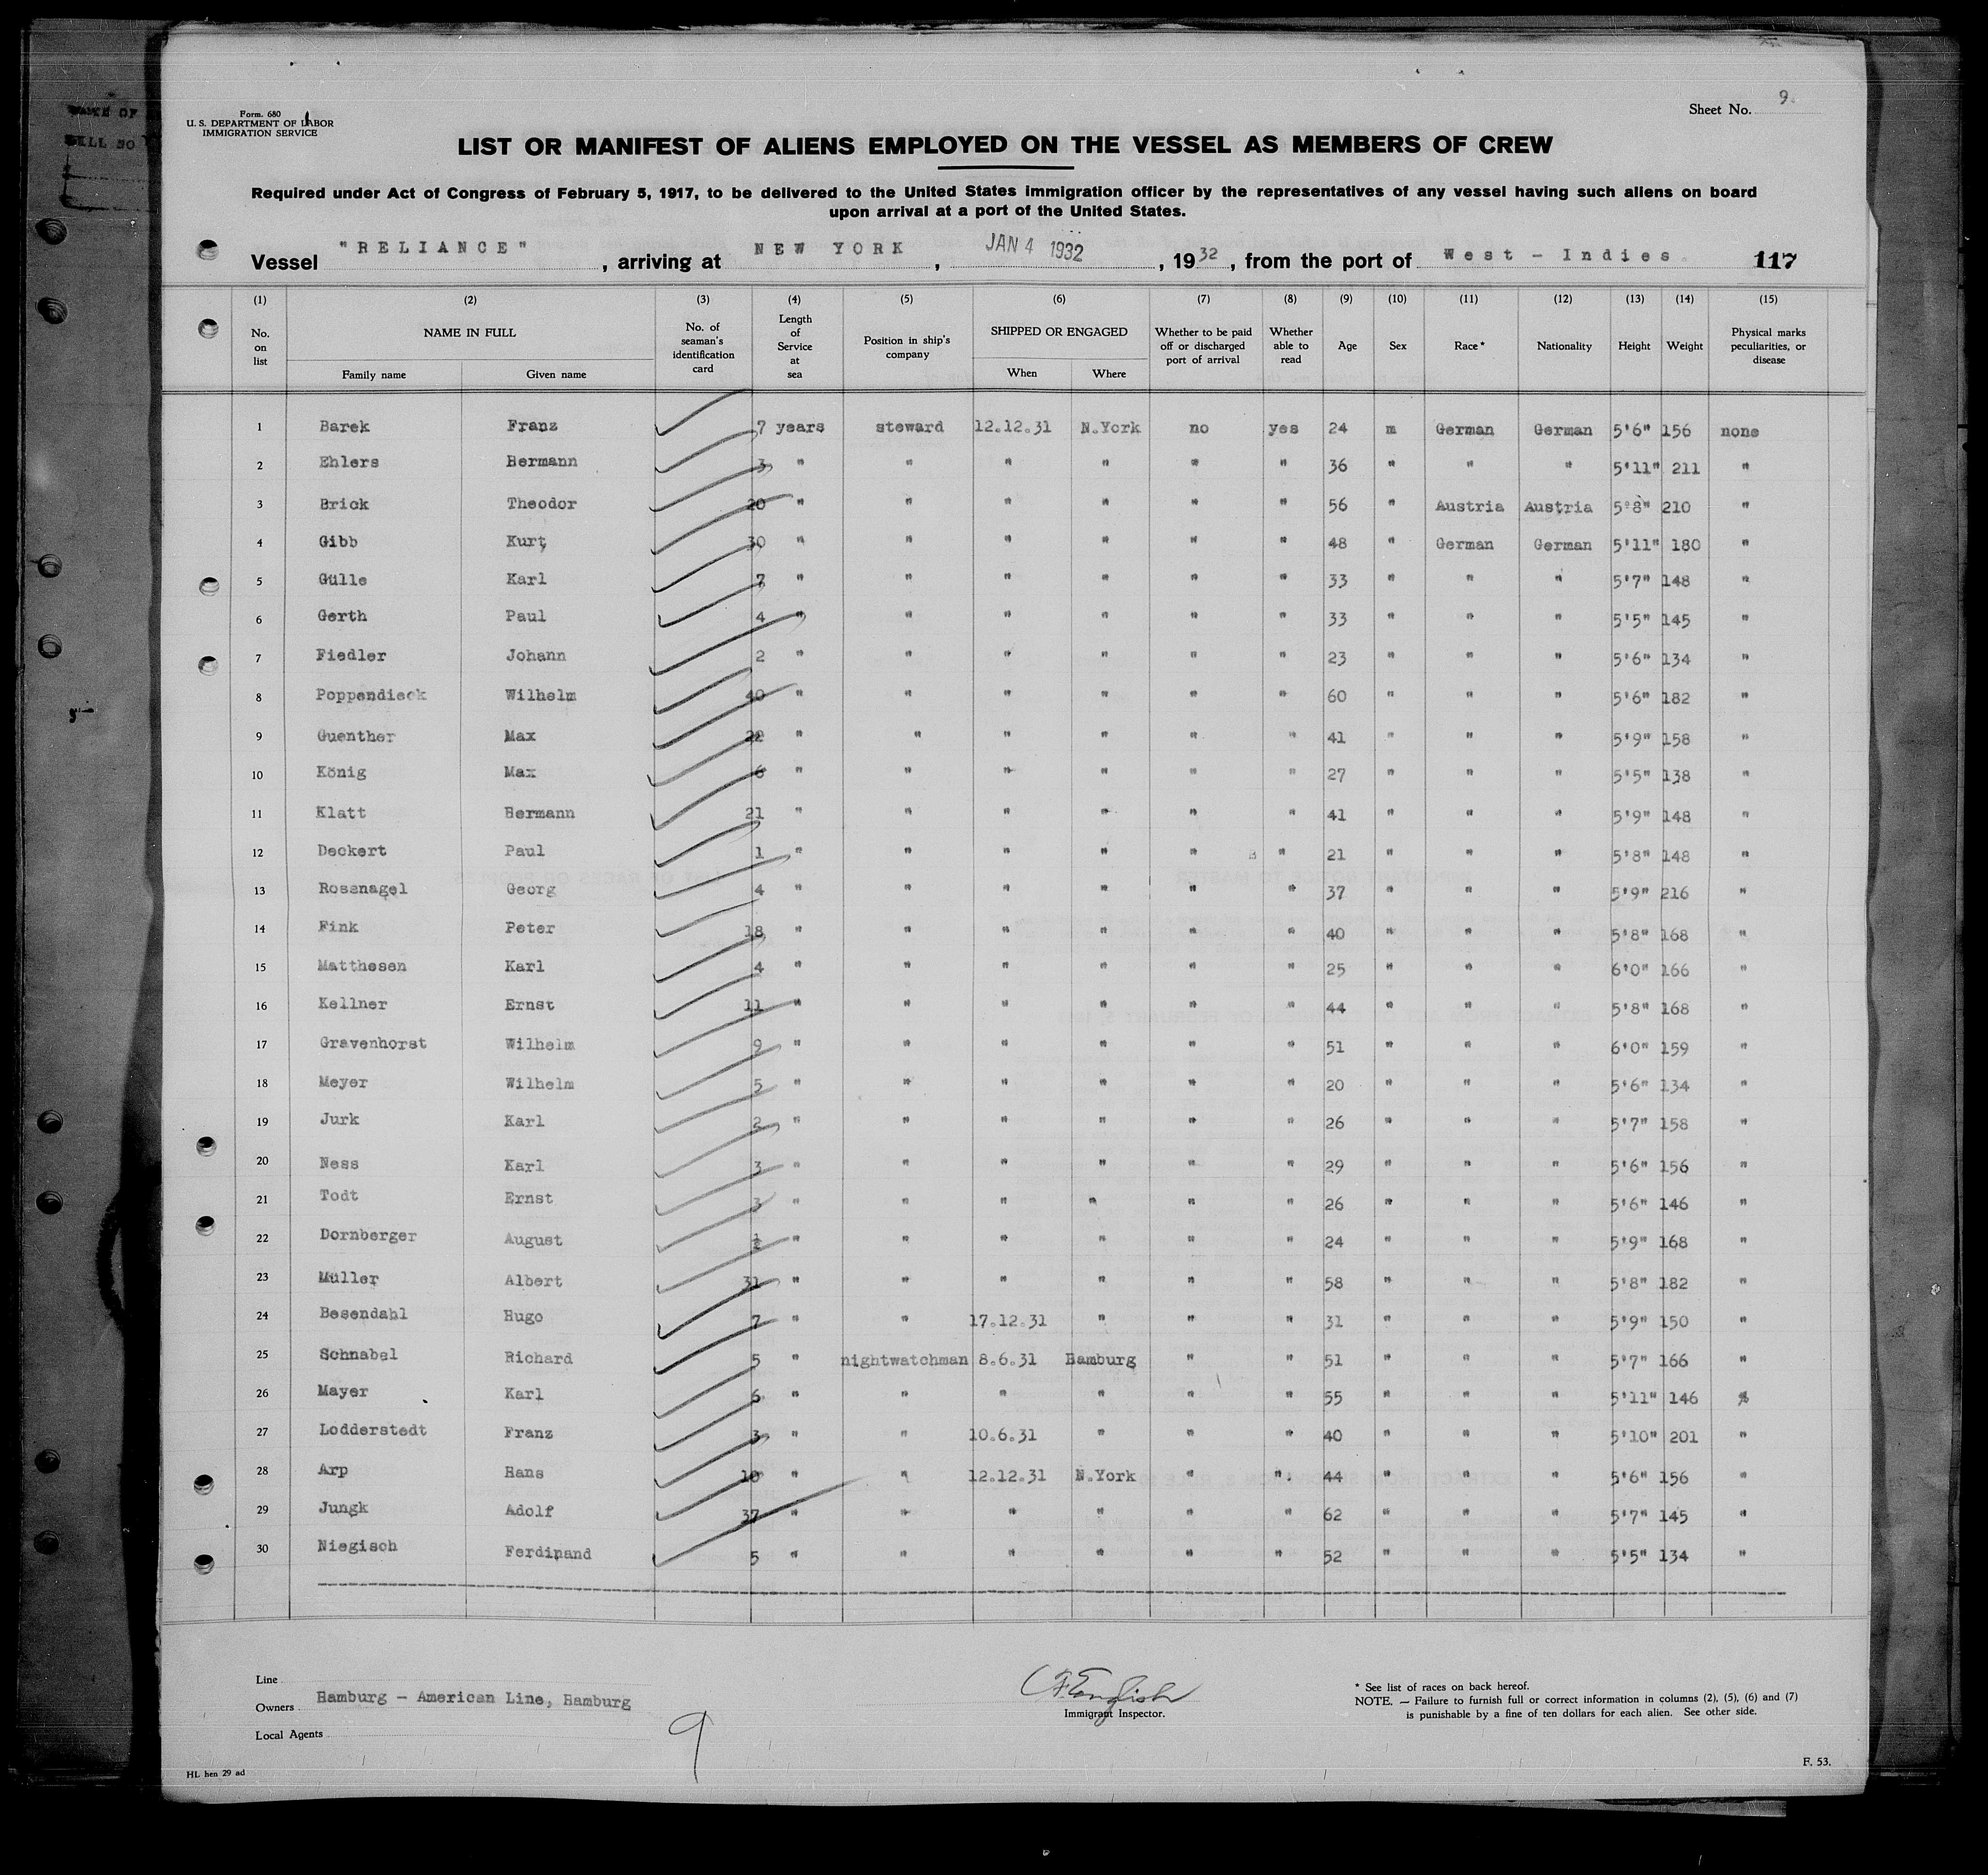 Form. 680
U. S. DEPARTMENT OF LABOR
IMMIGRATION SERVICE
Sheet No. 9.
LIST OR MANIFEST OF ALIENS EMPLOYED ON THE VESSEL AS MEMBERS OF CREW
Required under Act of Congress of February 5, 1917, to be delivered to the United States immigration officer by the representatives of any vessel having such aliens on board
upon arrival at a port of the United States.
Vessel "RELIANCE", arriving at NEW YORK, JAN 4 1932, 1932, from the port of West - Indies. 117
(1) (2) (3) (4) (5) (6) (7) (8) (9) (10) (11) (12) (13) (14) (15)
No. on list NAME IN FULL Family name Given name No. of seaman's identification card Length of Service at sea Position in ship's company SHIPPED OR ENGAGED When Where Whether to be paid off or discharged port of arrival Whether able to read Age Sex Race * Nationality Height Weight Physical marks peculiarities, or disease
1 Barek Franz 7 years steward 12.12.31 N.York no yes 24 m German German 5'6" 156 none
2 Ehlers Hermann 3 " " " " " " 36 " " " 5'11" 211 "
3 Brick Theodor 20 " " " " " " 56 " Austria Austria 5'8" 210 "
4 Gibb Kurt 30 " " " " " " 48 " German German 5'11" 180 "
5 Gülle Karl 7 " " " " " " 33 " " " 5'7" 148 "
6 Gerth Paul 4 " " " " " " 33 " " " 5'5" 145 "
7 Fiedler Johann 2 " " " " " " 23 " " " 5'6" 134 "
8 Poppendieck Wilhelm 40 " " " " " " 60 " " " 5'6" 182 "
9 Guenther Max 22 " " " " " " 41 " " " 5'9" 158 "
10 König Max 6 " " " " " " 27 " " " 5'5" 138 "
11 Klatt Hermann 21 " " " " " " 41 " " " 5'9" 148 "
12 Deckert Paul 1 " " " " " " 21 " " " 5'8" 148 "
13 Rossnagel Georg 4 " " " " " " 37 " " " 5'9" 216 "
14 Fink Peter 18 " " " " " " 40 " " " 5'8" 168 "
15 Matthesen Karl 4 " " " " " " 25 " " " 6'0" 166 "
16 Kellner Ernst 11 " " " " " " 44 " " " 5'8" 168 "
17 Gravenhorst Wilhelm 9 " " " " " " 51 " " " 6'0" 159 "
18 Meyer Wilhelm 5 " " " " " " 20 " " " 5'6" 134 "
19 Jurk Karl 2 " " " " " " 26 " " " 5'7" 158 "
20 Ness Karl 3 " " " " " " 29 " " " 5'6" 156 "
21 Todt Ernst 3 " " " " " " 26 " " " 5'6" 146 "
22 Dornberger August ½ " " " " " " 24 " " " 5'9" 168 "
23 Müller Albert 31 " " " " " " 58 " " " 5'8" 182 "
24 Besendahl Hugo 7 " " 17.12.31 " " " 31 " " " 5'9" 150 "
25 Schnabel Richard 5 " nightwatchman 8.6.31 Hamburg " " 51 " " " 5'7" 166 "
26 Mayer Karl 6 " " " " " " 55 " " " 5'11" 146
27 Lodderstedt Franz 3 " " 10.6.31 " " " 40 " " " 5'10" 201 "
28 Arp Hans 10 " " 12.12.31 N.York " " 44 " " " 5'6" 156 "
29 Jungk Adolf 37 " " " " " " 62 " " " 5'7" 145 "
30 Niegisch Ferdinand 5 " " " " " " 52 " " " 5'5" 134 "
Line
Owners Hamburg - American Line, Hamburg
Local Agents
9
English
Immigrant Inspector.
* See list of races on back hereof.
NOTE. — Failure to furnish full or correct information in columns (2), (5), (6) and (7)
is punishable by a fine of ten dollars for each alien. See other side.
HL hen 29 ad
F. 53.